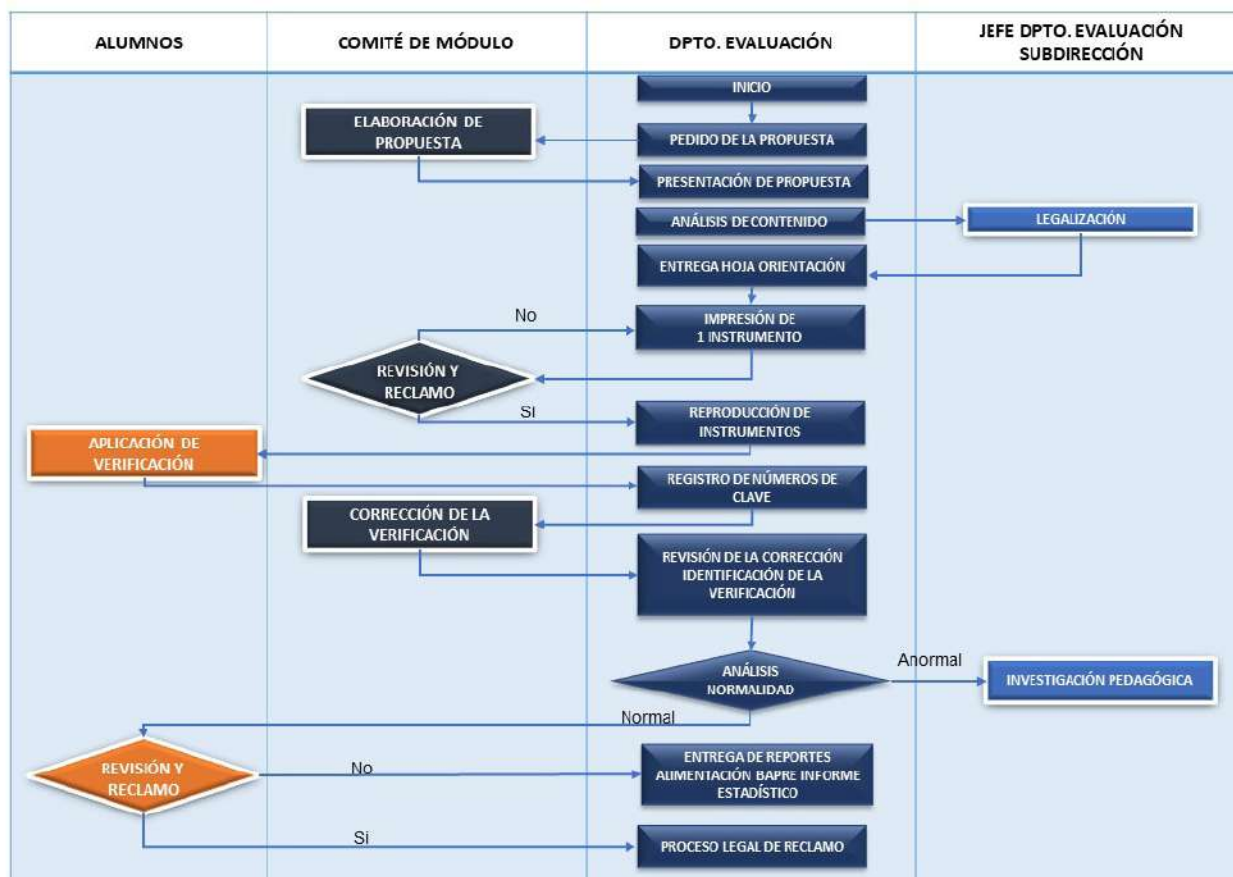 ALUMNOS
COMITÉ DE MÓDULO
DPTO. EVALUACIÓN
JEFE DPTO. EVALUACIÓN
SUBDIRECCIÓN
INICIO
ELABORACIÓN DE
PROPUESTA
PEDIDO DE LA PROPUESTA
PRESENTACIÓN DE PROPUESTA
ANÁLISIS DE CONTENIDO
LEGALIZACIÓN
ENTREGA HOJA ORIENTACIÓN
No
IMPRESIÓN DE
1 INSTRUMENTO
REVISIÓN Y
RECLAMO
Si
REPRODUCCIÓN DE
INSTRUMENTOS
APLICACIÓN DE
VERIFICACIÓN
REGISTRO DE NÚMEROS DE
CLAVE
CORRECCIÓN DE LA
VERIFICACIÓN
REVISIÓN DE LA CORRECCIÓN
IDENTIFICACIÓN DE LA
VERIFICACIÓN
ANÁLISIS
NORMALIDAD
Anormal
INVESTIGACIÓN PEDAGÓGICA
Normal
REVISIÓN Y
RECLAMO
No
ENTREGA DE REPORTES
ALIMENTACIÓN BAPRE INFORME
ESTADÍSTICO
Si
PROCESO LEGAL DE RECLAMO